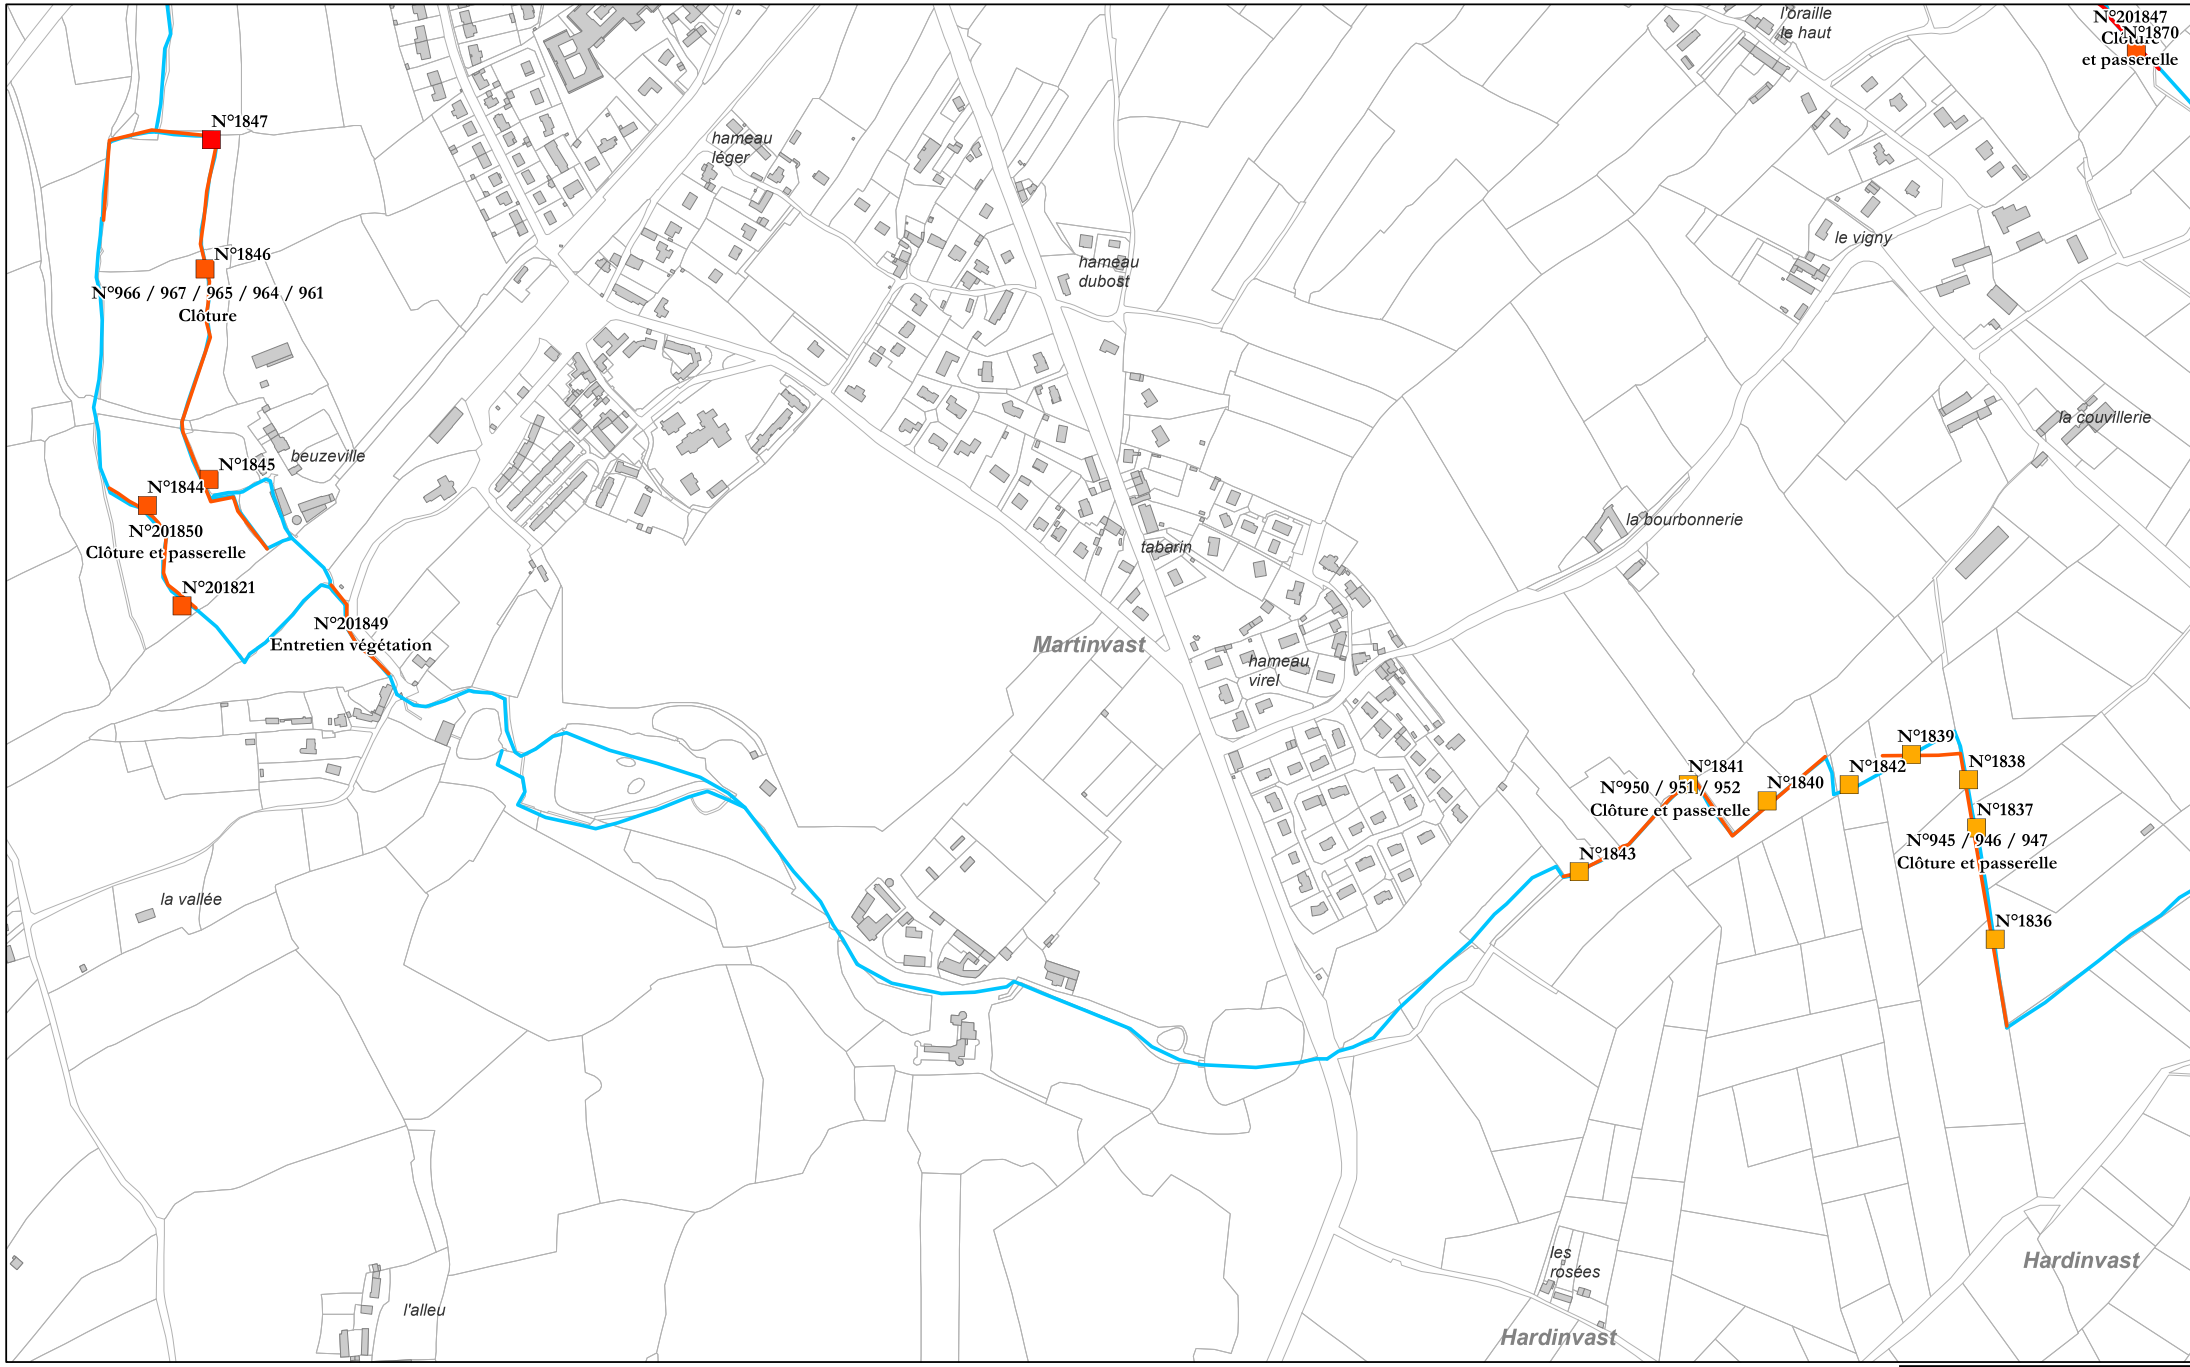 l'oraille
le haut
N°201847
N°1870
Clôture
et passerelle
N°1847
hameau
léger
N°1846
le vigny
hameau
dubost
N°966 / 967 / 965 / 964 / 961
Clôture
la couvillerie
beuzeville
N°1845
N°1844
la bourbonnerie
N°201850
Clôture et passerelle
tabarin
N°201821
N°201849
Entretien végétation
Martinvast
hameau
virel
N°1839
N°1838
N°1841
N°1842
N°1840
N°950 / 951 / 952
Clôture et passerelle
N°1837
N°945 / 946 / 947
Clôture et passerelle
N°1843
la vallée
N°1836
les
rosées
Hardinvast
l'alleu
Hardinvast